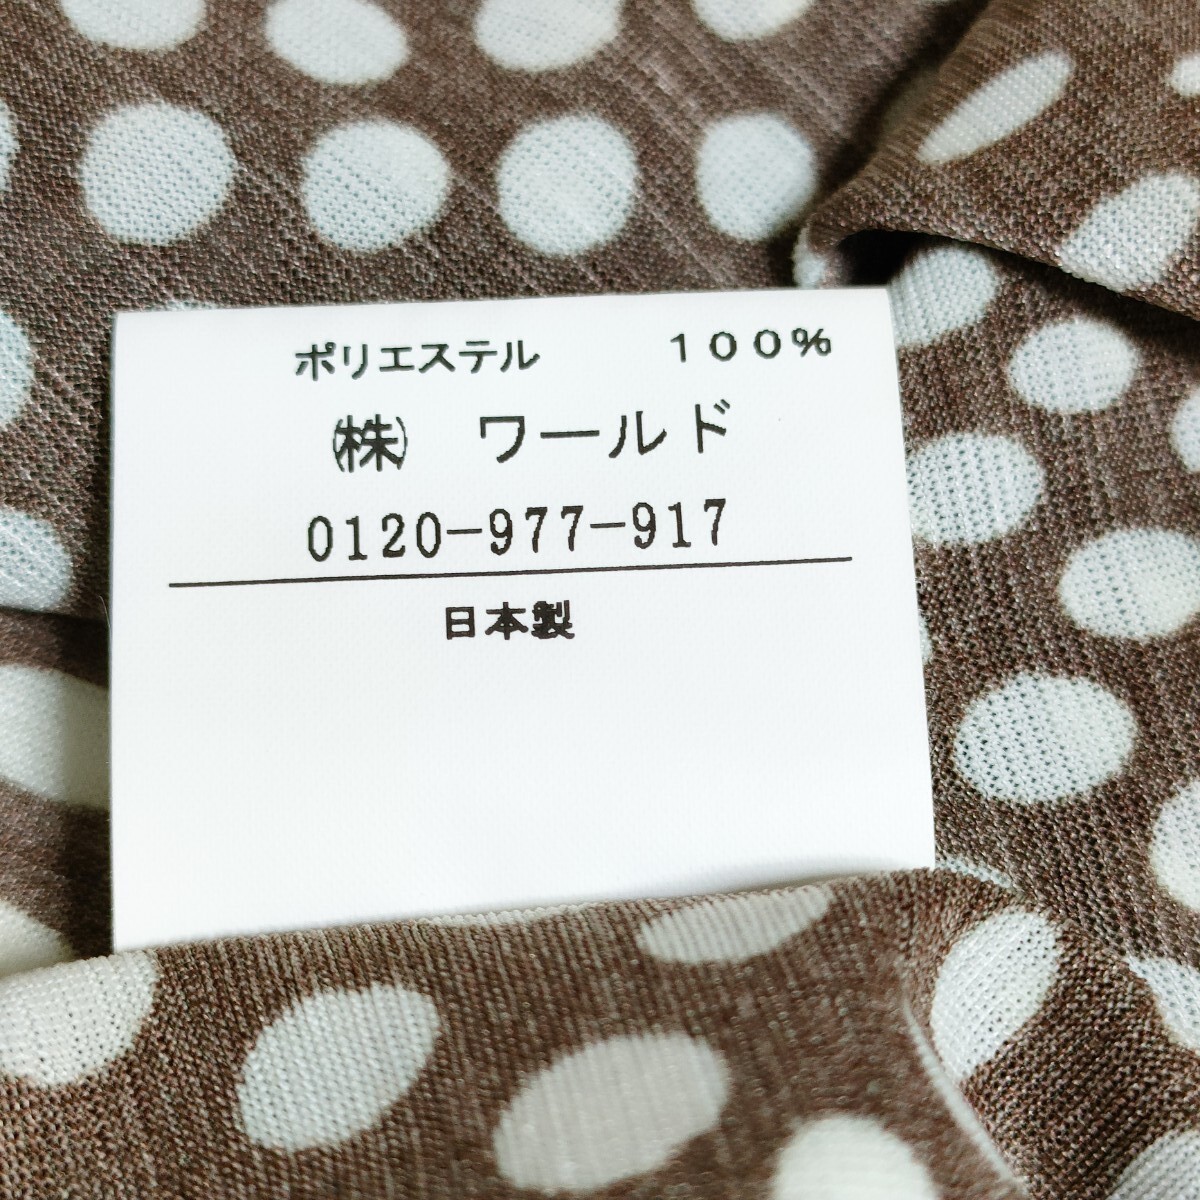 ポリエステル　１００％
㈱　ワールド
0120-977-917
日本製